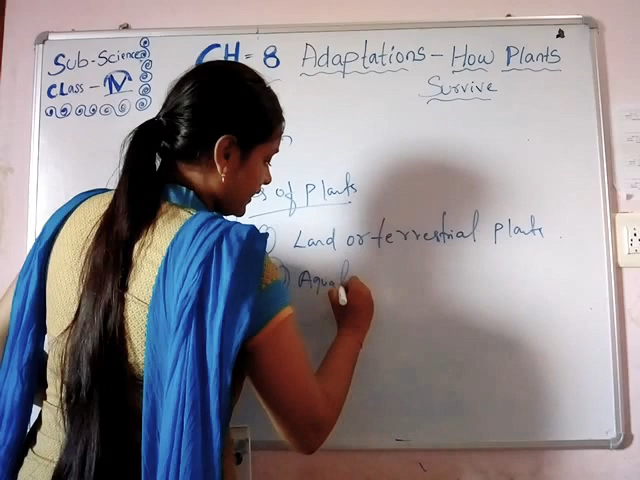 Sub-Science
CLass - IV
CH = 8 Adaptations - How Plants
Survive
of plants
Land or terrestrial plants.